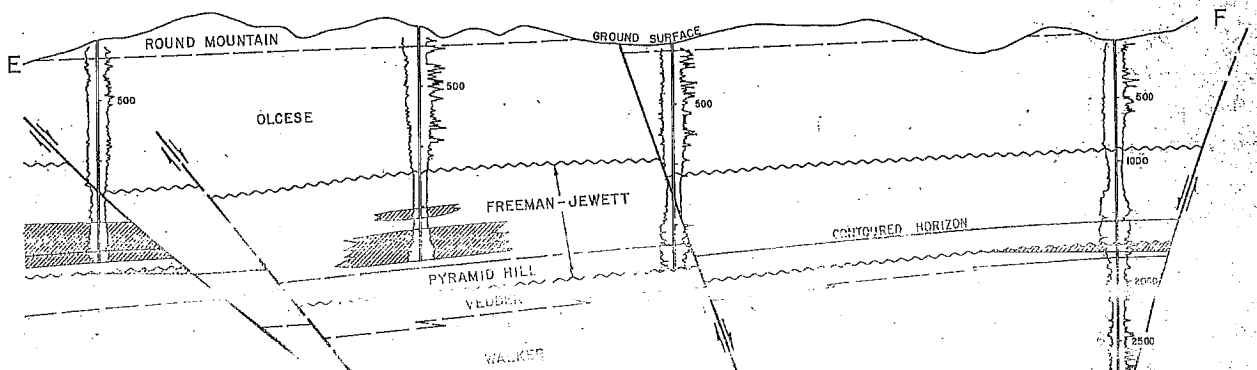 F
ROUND MOUNTAIN
GROUND SURFACE
E
500
500
500
500
OLCESE
1000
FREEMAN-JEWETT
CONTOURED HORIZON
PYRAMID HILL
2000
VEDDER
WALKER
2500